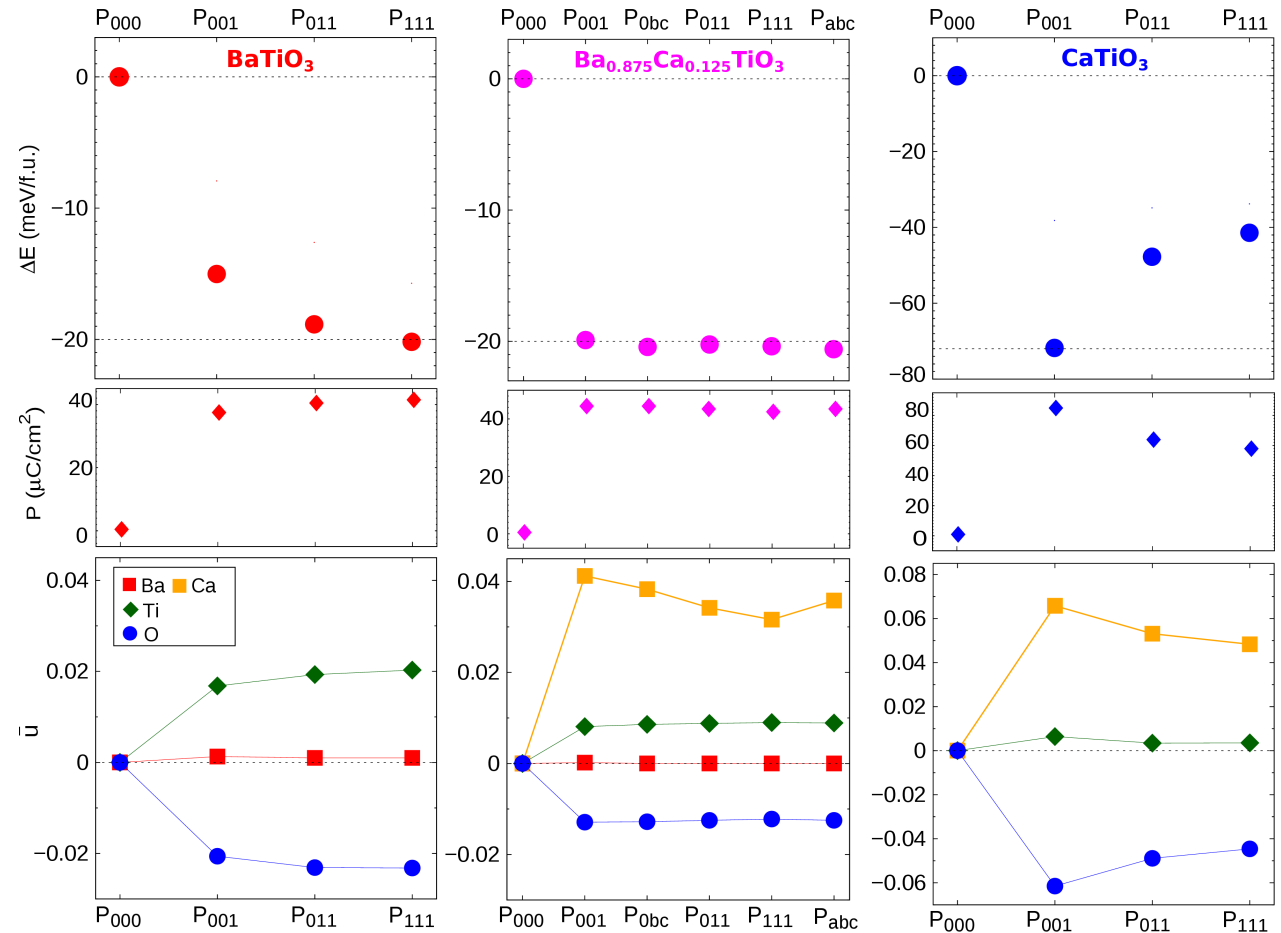 P000 P001 P011 P111
P000 P001 P0bc P011 P111 Pabc
P000 P001 P011 P111
BaTiO3
Ba0.875Ca0.125TiO3
CaTiO3
ΔE (meV/f.u.)
0
−10
−20
0
−10
−20
0
−20
−40
−60
−80
P (μC/cm2)
40
20
0
40
20
0
80
60
40
20
0
ū
0.04
0.02
0
−0.02
Ba Ca
Ti
O
0.04
0.02
0
−0.02
0.08
0.06
0.04
0.02
0
−0.02
−0.04
−0.06
P000 P001 P011 P111
P000 P001 P0bc P011 P111 Pabc
P000 P001 P011 P111